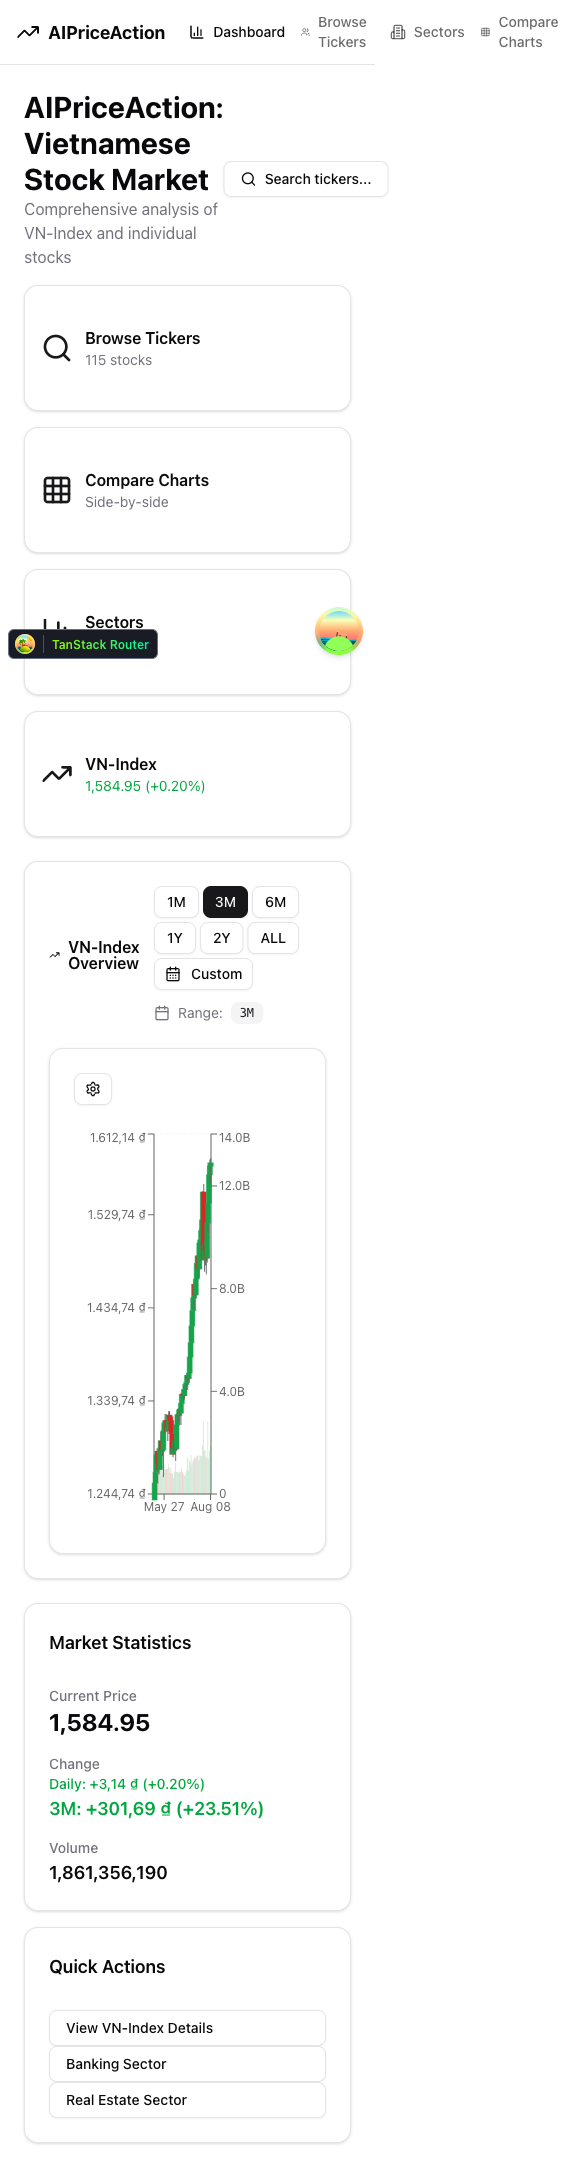 AIPriceAction
Dashboard
Browse
Tickers
Sectors
Compare
Charts
AIPriceAction:
Vietnamese
Stock Market
Search tickers...
Comprehensive analysis of
VN-Index and individual
stocks
Browse Tickers
115 stocks
Compare Charts
Side-by-side
Sectors
TanStack Router
VN-Index
1,584.95 (+0.20%)
VN-Index
Overview
1M 3M 6M
1Y 2Y ALL
Custom
Range: 3M
1.612,14 ₫
14.0B
12.0B
1.529,74 ₫
8.0B
1.434,74 ₫
4.0B
1.339,74 ₫
1.244,74 ₫
0
May 27 Aug 08
Market Statistics
Current Price
1,584.95
Change
Daily: +3,14 ₫ (+0.20%)
3M: +301,69 ₫ (+23.51%)
Volume
1,861,356,190
Quick Actions
View VN-Index Details
Banking Sector
Real Estate Sector